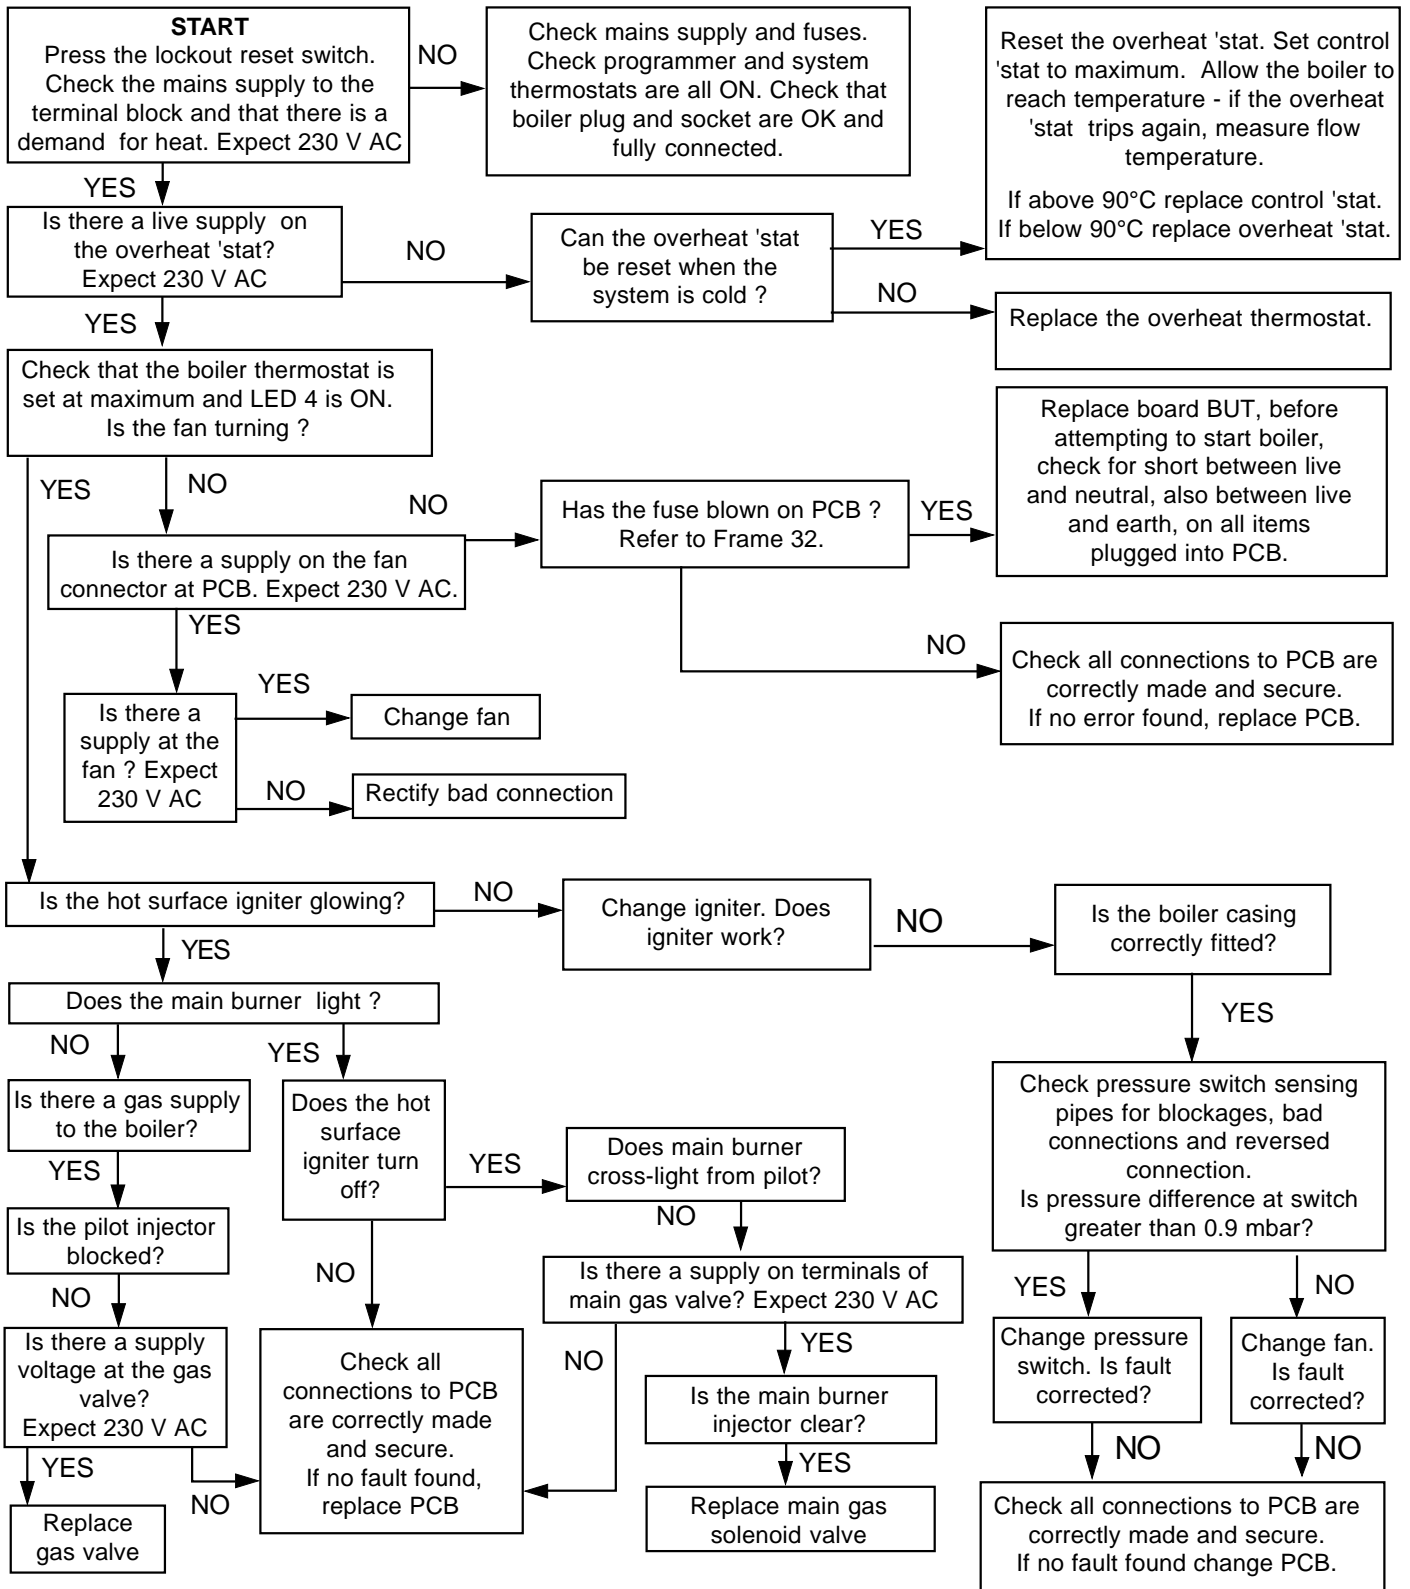 START
Press the lockout reset switch.
Check the mains supply to the
terminal block and that there is a
demand for heat. Expect 230 V AC
NO
Check mains supply and fuses.
Check programmer and system
thermostats are all ON. Check that
boiler plug and socket are OK and
fully connected.
Reset the overheat 'stat. Set control
'stat to maximum. Allow the boiler to
reach temperature - if the overheat
'stat trips again, measure flow
temperature.
If above 90°C replace control 'stat.
If below 90°C replace overheat 'stat.
YES
Is there a live supply on
the overheat 'stat?
Expect 230 V AC
NO
Can the overheat 'stat
be reset when the
system is cold ?
YES
NO
Replace the overheat thermostat.
YES
Check that the boiler thermostat is
set at maximum and LED 4 is ON.
Is the fan turning ?
YES
NO
Is there a supply on the fan
connector at PCB. Expect 230 V AC.
NO
Has the fuse blown on PCB ?
Refer to Frame 32.
YES
Replace board BUT, before
attempting to start boiler,
check for short between live
and neutral, also between live
and earth, on all items
plugged into PCB.
NO
Check all connections to PCB are
correctly made and secure.
If no error found, replace PCB.
YES
Is there a
supply at the
fan ? Expect
230 V AC
YES
Change fan
NO
Rectify bad connection
Is the hot surface igniter glowing?
NO
Change igniter. Does
igniter work?
NO
Is the boiler casing
correctly fitted?
YES
Does the main burner light ?
YES
NO
YES
Is there a gas supply
to the boiler?
YES
Is the pilot injector
blocked?
NO
Is there a supply
voltage at the gas
valve?
Expect 230 V AC
YES
NO
Replace
gas valve
Does the hot
surface
igniter turn
off?
YES
NO
Check all
connections to PCB
are correctly made
and secure.
If no fault found,
replace PCB
Does main burner
cross-light from pilot?
NO
Is there a supply on terminals of
main gas valve? Expect 230 V AC
NO
YES
Is the main burner
injector clear?
YES
Replace main gas
solenoid valve
Check pressure switch sensing
pipes for blockages, bad
connections and reversed
connection.
Is pressure difference at switch
greater than 0.9 mbar?
YES
NO
Change pressure
switch. Is fault
corrected?
Change fan.
Is fault
corrected?
NO
NO
Check all connections to PCB are
correctly made and secure.
If no fault found change PCB.